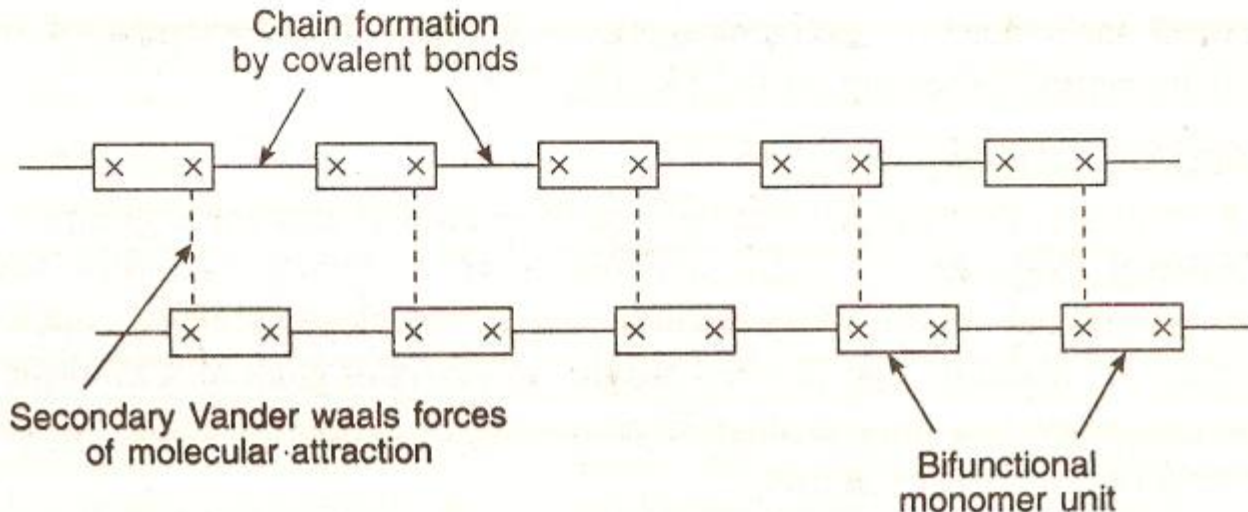 Chain formation
by covalent bonds
× × × × × × × × × ×
× × × × × × × × × ×
Secondary Vander waals forces
of molecular attraction
Bifunctional
monomer unit